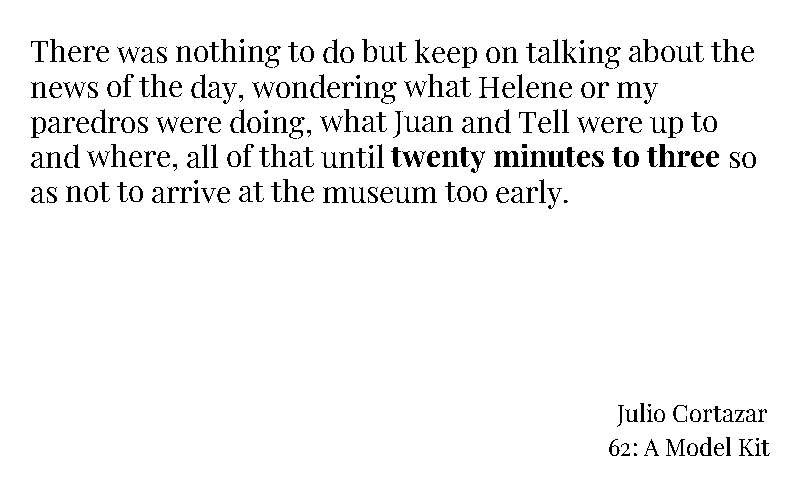 There was nothing to do but keep on talking about the
news of the day, wondering what Helene or my
paredros were doing, what Juan and Tell were up to
and where, all of that until twenty minutes to three so
as not to arrive at the museum too early.
Julio Cortazar
62: A Model Kit